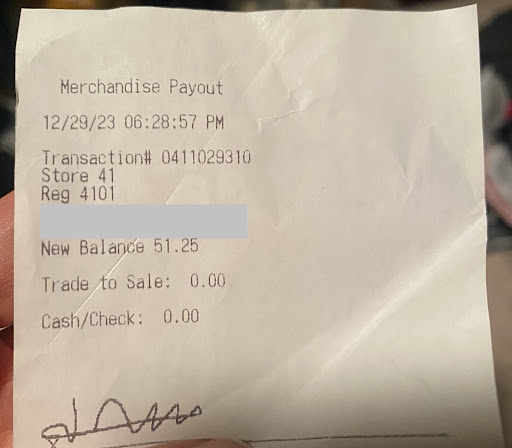 Merchandise Payout
12/29/23 06:28:57 PM
Transaction# 0411029310
Store 41
Reg 4101
New Balance 51.25
Trade to Sale: 0.00
Cash/Check: 0.00